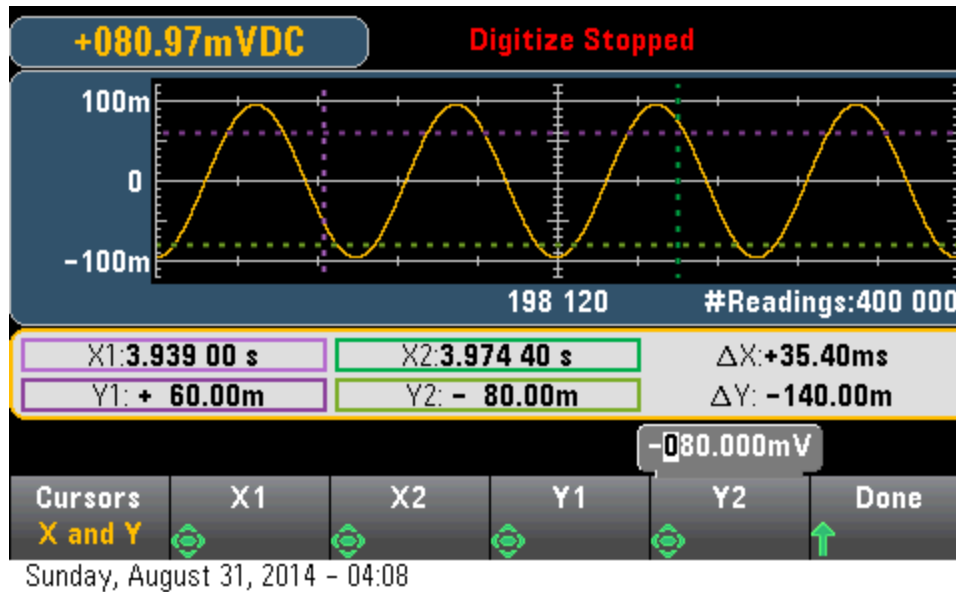 +080.97mVDC Digitize Stopped
100m
0
-100m
198 120 #Readings:400 000
X1:3.939 00 s X2:3.974 40 s ΔX:+35.40ms
Y1: + 60.00m Y2: - 80.00m ΔY: -140.00m
-080.000mV
Cursors X1 X2 Y1 Y2 Done
X and Y
Sunday, August 31, 2014 - 04:08